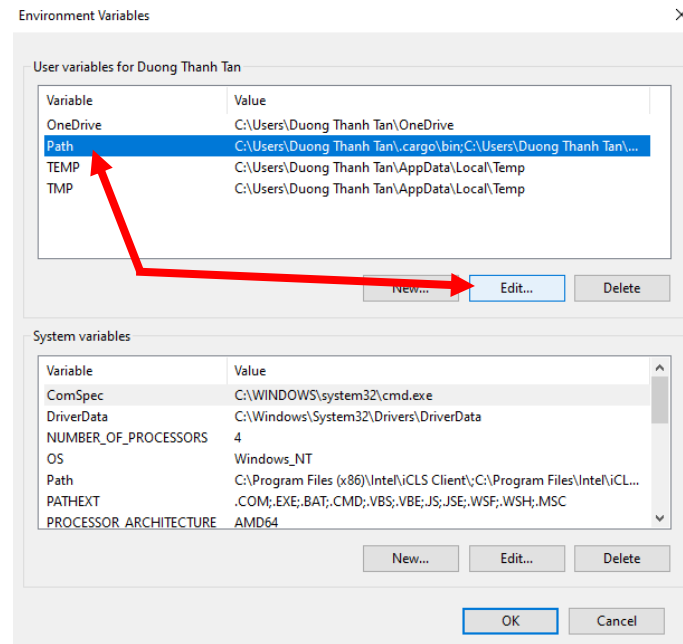 Environment Variables
User variables for Duong Thanh Tan
Variable Value
OneDrive C:\Users\Duong Thanh Tan\OneDrive
Path C:\Users\Duong Thanh Tan\.cargo\bin;C:\Users\Duong Thanh Tan\...
TEMP C:\Users\Duong Thanh Tan\AppData\Local\Temp
TMP C:\Users\Duong Thanh Tan\AppData\Local\Temp
New... Edit... Delete
System variables
Variable Value
ComSpec C:\WINDOWS\system32\cmd.exe
DriverData C:\Windows\System32\Drivers\DriverData
NUMBER_OF_PROCESSORS 4
OS Windows_NT
Path C:\Program Files (x86)\Intel\iCLS Client\;C:\Program Files\Intel\iCL...
PATHEXT .COM;.EXE;.BAT;.CMD;.VBS;.VBE;.JS;.JSE;.WSF;.WSH;.MSC
PROCESSOR_ARCHITECTURE AMD64
New... Edit... Delete
OK Cancel